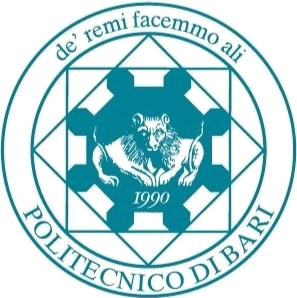 de' remi facemmo ali
1990
POLITECNICO DI BARI